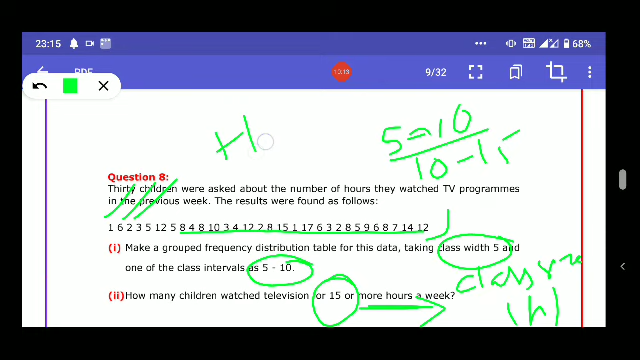 23:15 68%
PDF 10:13 9/32
5-10
10-15
Question 8:
Thirty children were asked about the number of hours they watched TV programmes
in the previous week. The results were found as follows:
1 6 2 3 5 12 5 8 4 8 10 3 4 12 2 8 15 1 17 6 3 2 8 5 9 6 8 7 14 12
(i) Make a grouped frequency distribution table for this data, taking class width 5 and
one of the class intervals as 5 - 10.
class
(ii) How many children watched television for 15 or more hours a week?
(h)